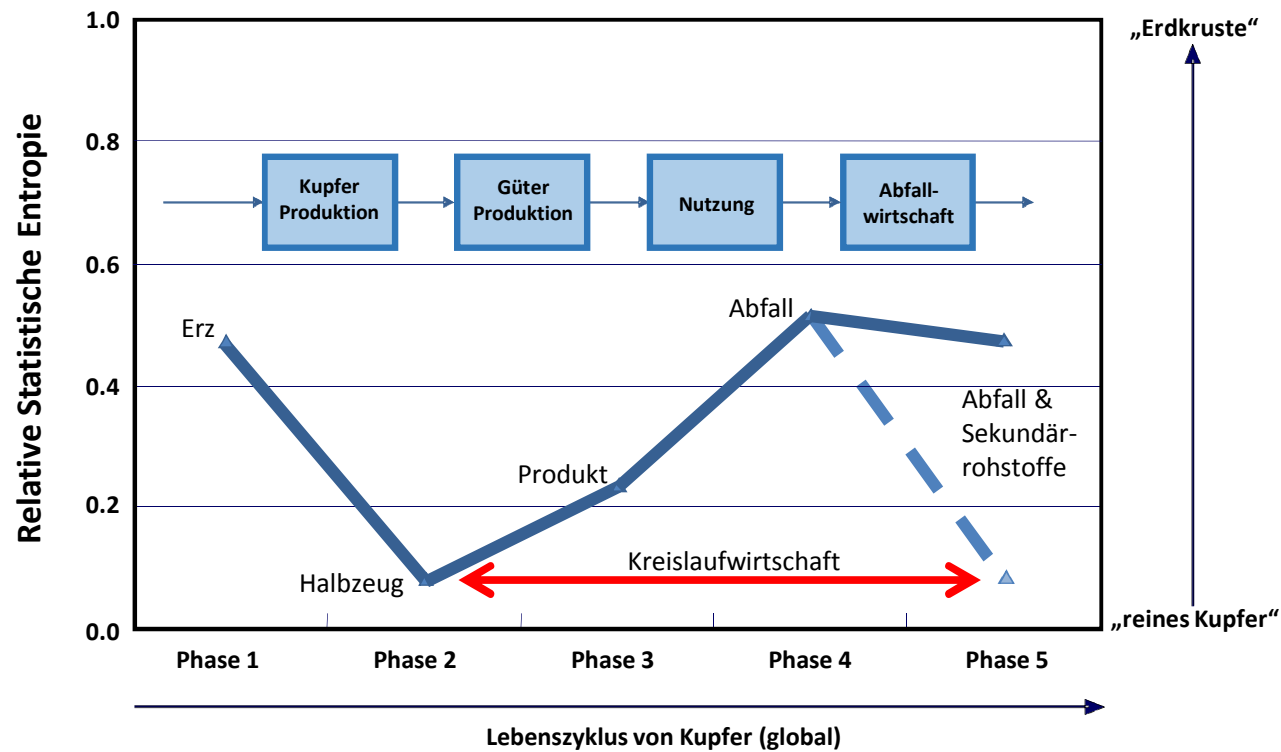 Relative Statistische Entropie
1.0
0.8
0.6
0.4
0.2
0.0
„Erdkruste“
„reines Kupfer“
Kupfer
Produktion
Güter
Produktion
Nutzung
Abfall-
wirtschaft
Erz
Halbzeug
Produkt
Abfall
Abfall &
Sekundär-
rohstoffe
Kreislaufwirtschaft
Phase 1
Phase 2
Phase 3
Phase 4
Phase 5
Lebenszyklus von Kupfer (global)